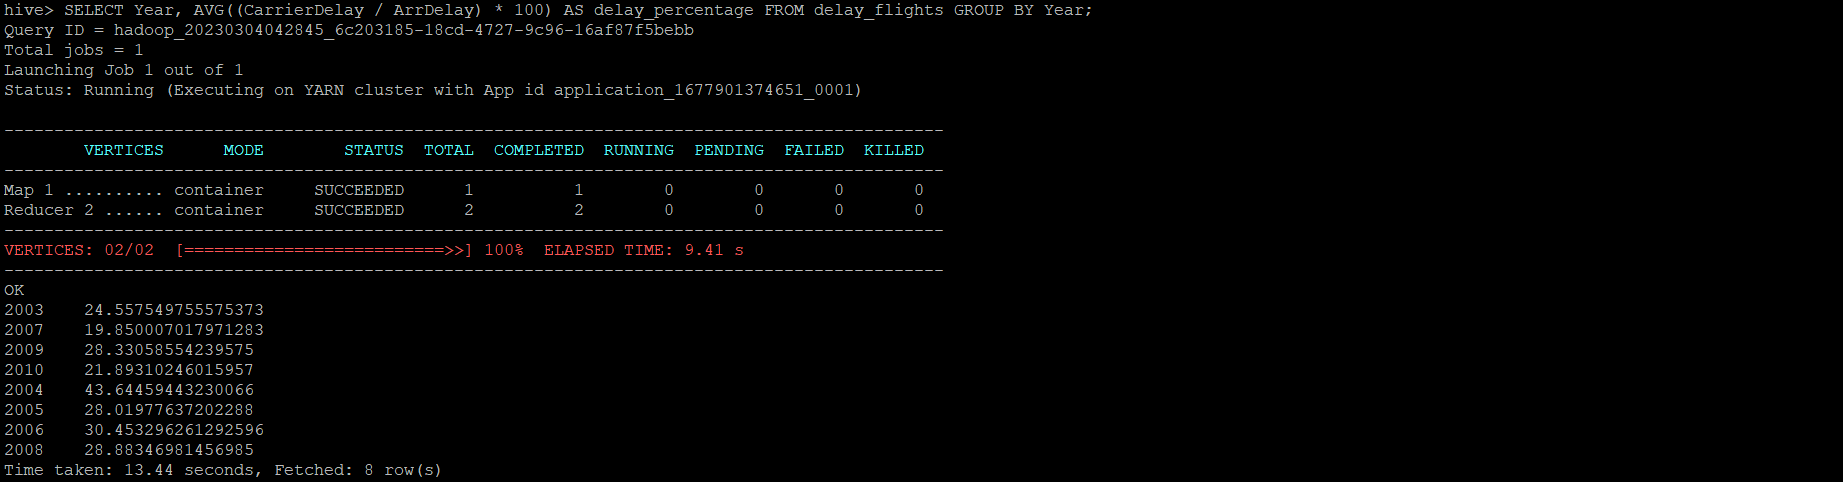 hive> SELECT Year, AVG((CarrierDelay / ArrDelay) * 100) AS delay_percentage FROM delay_flights GROUP BY Year;
Query ID = hadoop_20230304042845_6c203185-18cd-4727-9c96-16af87f5bebb
Total jobs = 1
Launching Job 1 out of 1
Status: Running (Executing on YARN cluster with App id application_1677901374651_0001)
----------------------------------------------------------------------------------------------
        VERTICES      MODE        STATUS  TOTAL  COMPLETED  RUNNING  PENDING  FAILED  KILLED
----------------------------------------------------------------------------------------------
Map 1 .......... container     SUCCEEDED      1          1        0        0       0       0
Reducer 2 ...... container     SUCCEEDED      2          2        0        0       0       0
----------------------------------------------------------------------------------------------
VERTICES: 02/02  [==========================>>] 100%  ELAPSED TIME: 9.41 s
----------------------------------------------------------------------------------------------
OK
2003    24.557549755575373
2007    19.850007017971283
2009    28.33058554239575
2010    21.89310246015957
2004    43.64459443230066
2005    28.01977637202288
2006    30.453296261292596
2008    28.88346981456985
Time taken: 13.44 seconds, Fetched: 8 row(s)